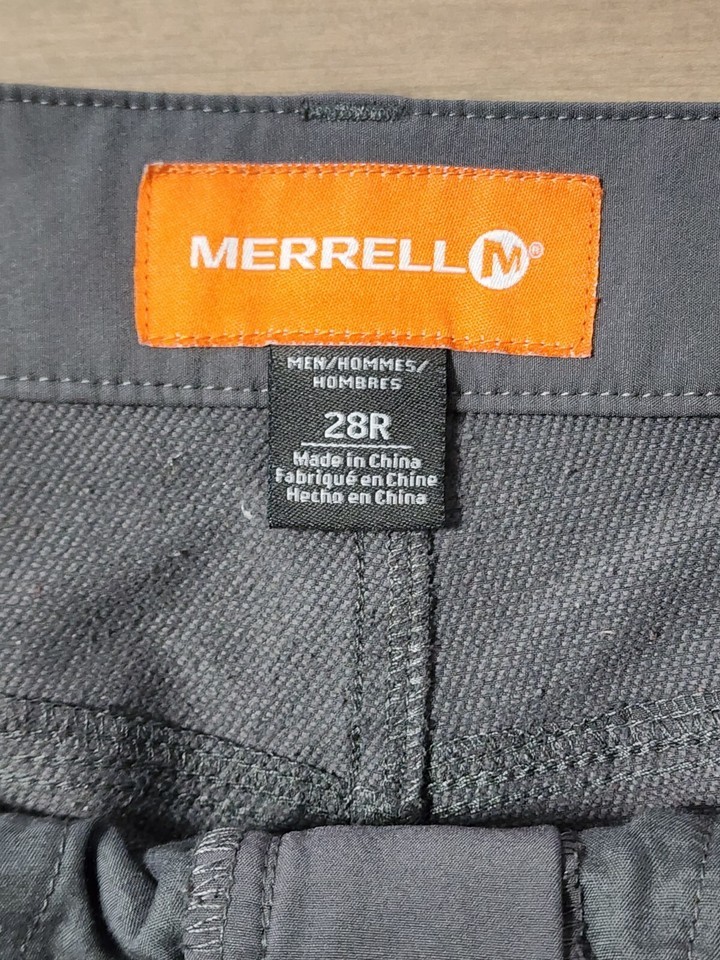 MERRELL M®
MEN/HOMMES/
HOMBRES
28R
Made in China
Fabriqué en Chine
Hecho en China